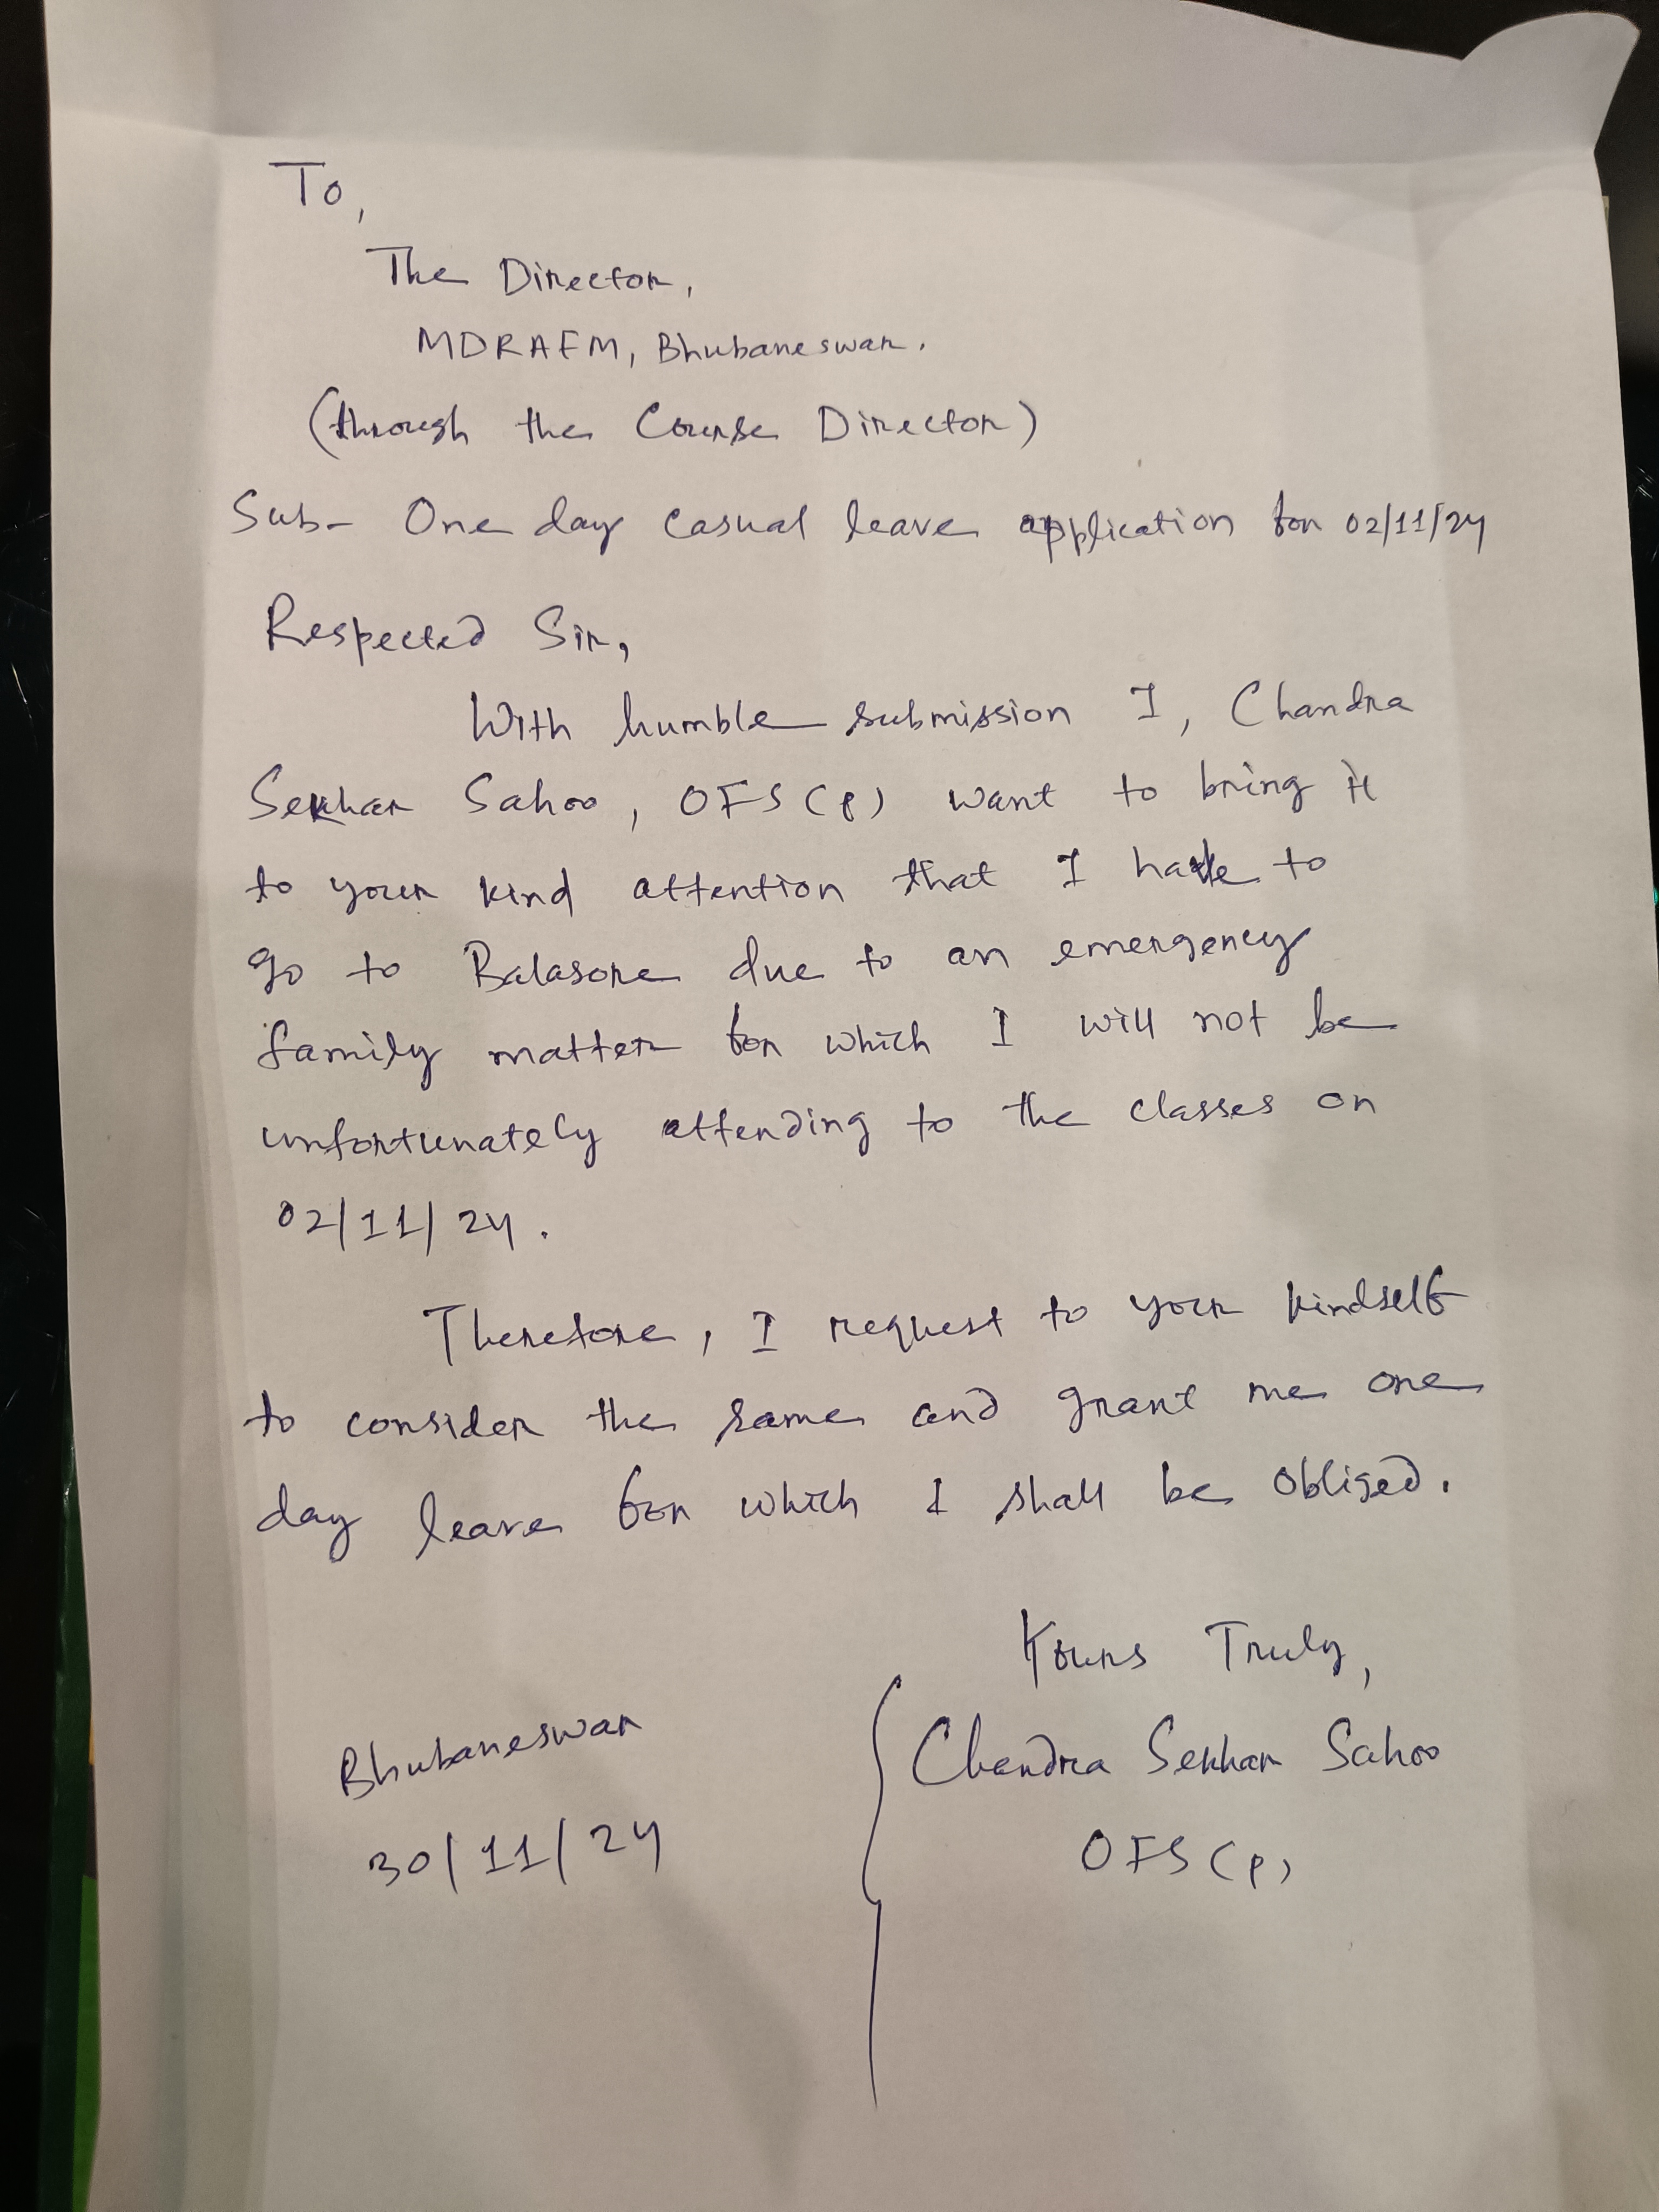 To,
The Director,
MDRAFM, Bhubaneswar.
(through the Course Director)
Sub- One day casual leave application for 02/11/24
Respected Sir,
With humble submission I, Chandra
Sekhar Sahoo, OFS (P) want to bring it
to your kind attention that I have to
go to Balasore due to an emergency
family matter for which I will not be
unfortunately attending to the classes on
02/11/24.
Therefore, I request to your kindself
to consider the same and grant me one
day leave for which I shall be obliged.
Yours Truly,
Chandra Sekhar Sahoo
OFS (P)
Bhubaneswar
30/11/24